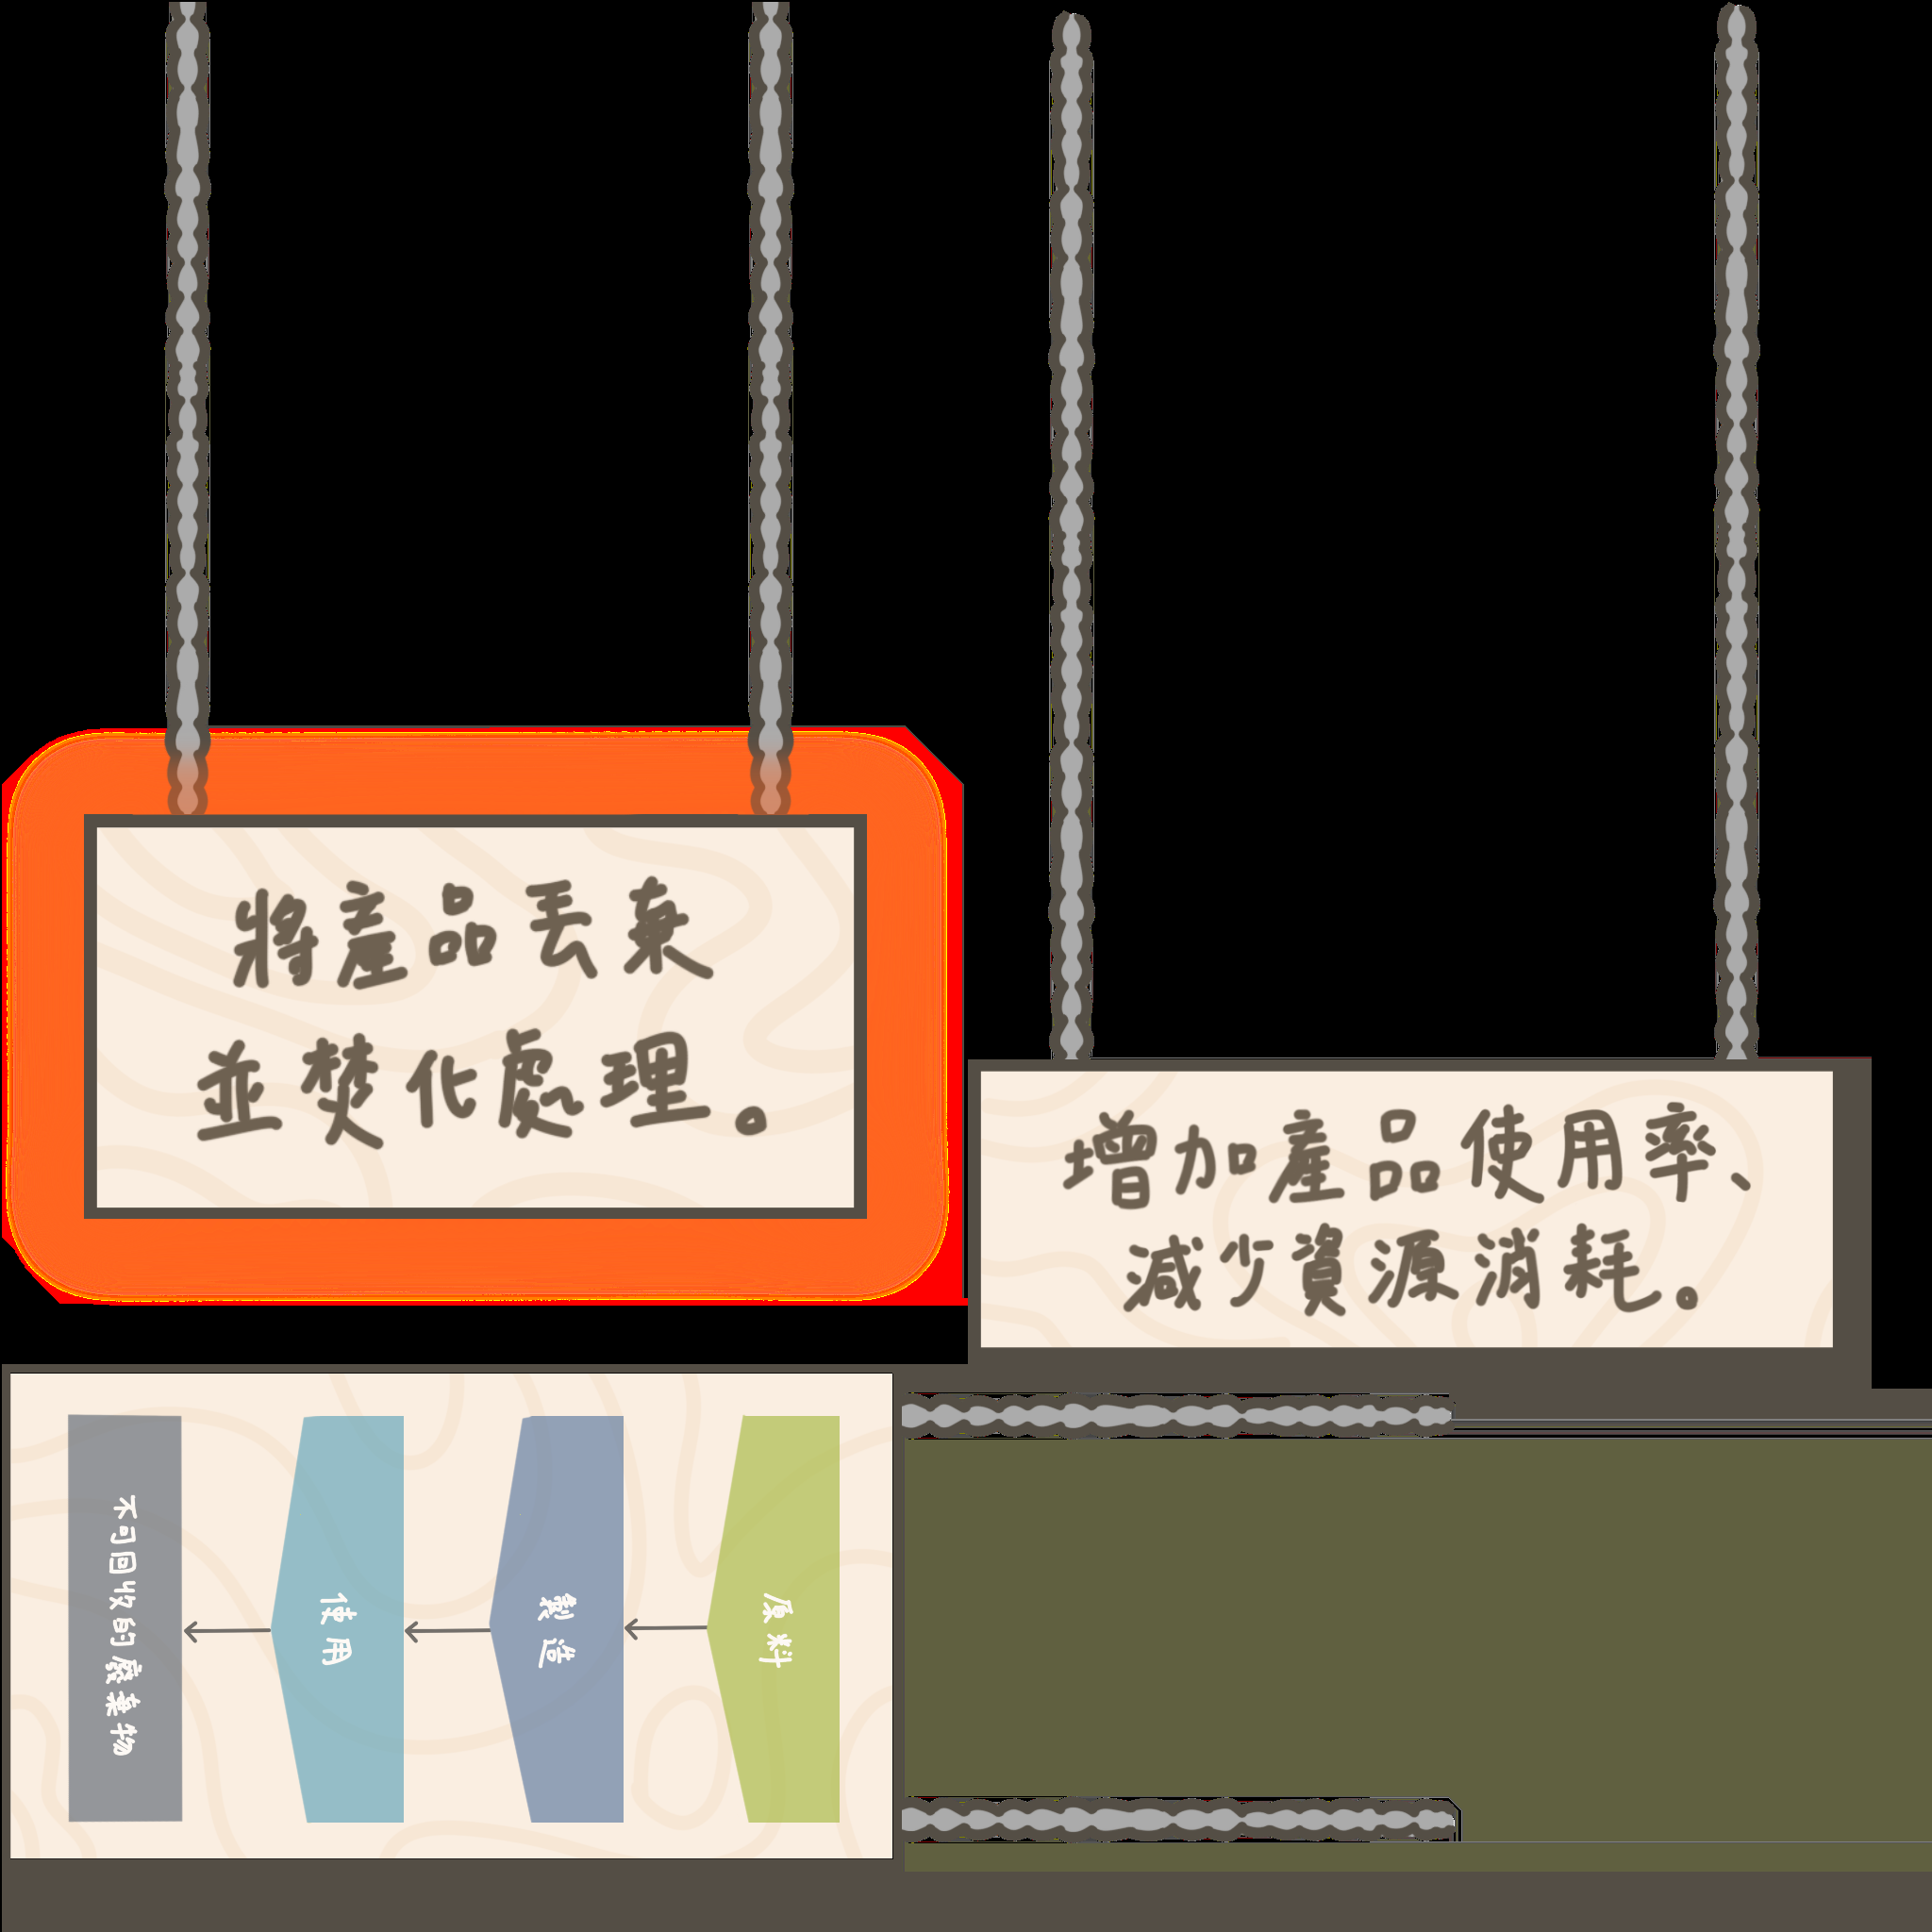 將產品丟棄
並焚化處理。
增加產品使用率、
減少資源消耗。
原料
製造
使用
不可回收的廢棄物